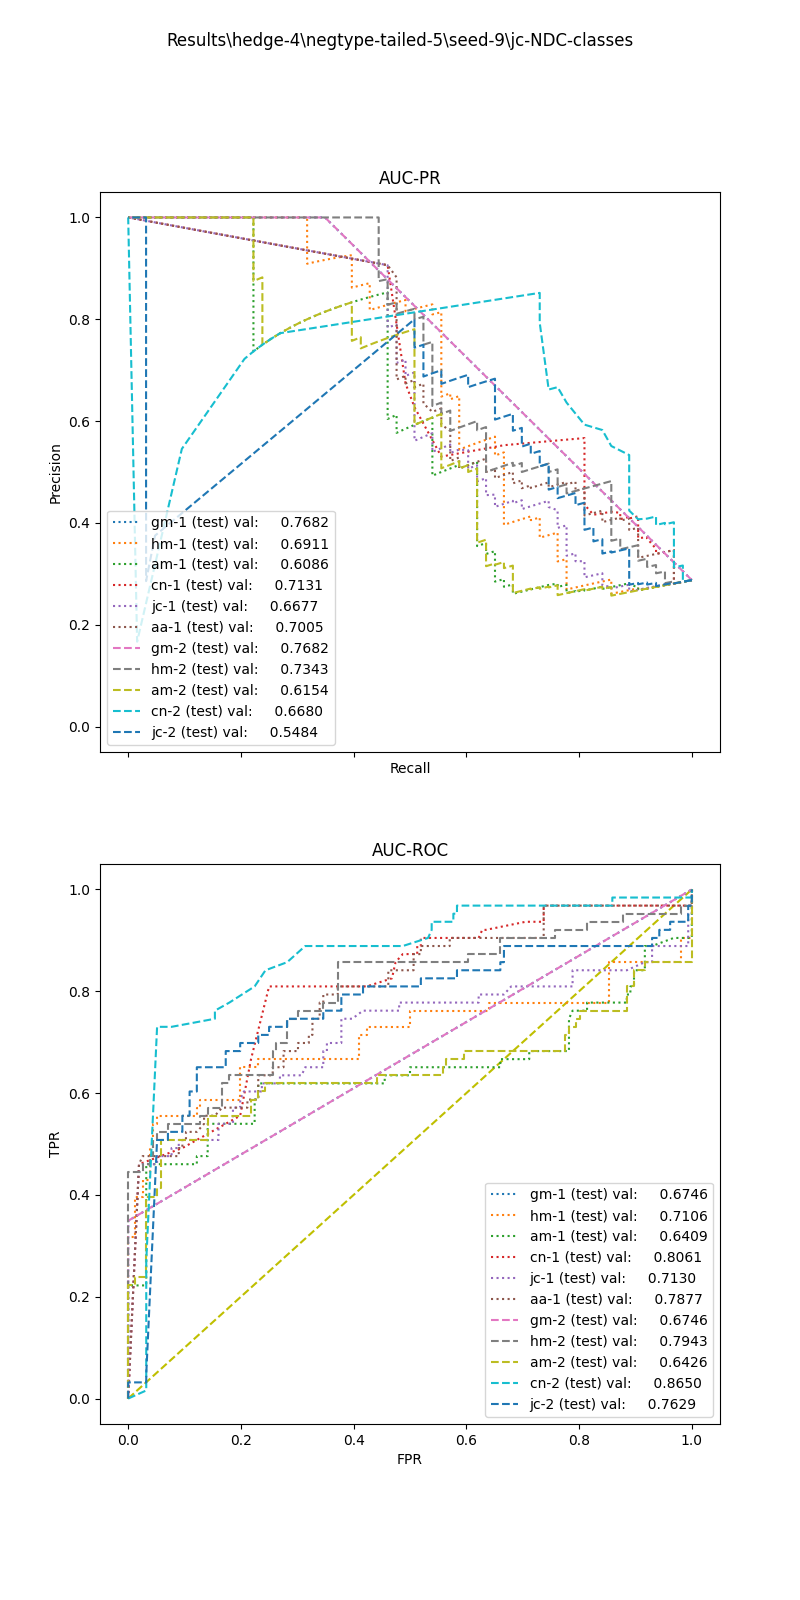 Results\hedge-4\negtype-tailed-5\seed-9\jc-NDC-classes
AUC-PR
1.0
0.8
0.6
0.4
0.2
0.0
Precision
gm-1 (test) val: 0.7682
hm-1 (test) val: 0.6911
am-1 (test) val: 0.6086
cn-1 (test) val: 0.7131
jc-1 (test) val: 0.6677
aa-1 (test) val: 0.7005
gm-2 (test) val: 0.7682
hm-2 (test) val: 0.7343
am-2 (test) val: 0.6154
cn-2 (test) val: 0.6680
jc-2 (test) val: 0.5484
Recall
AUC-ROC
1.0
0.8
0.6
0.4
0.2
0.0
TPR
gm-1 (test) val: 0.6746
hm-1 (test) val: 0.7106
am-1 (test) val: 0.6409
cn-1 (test) val: 0.8061
jc-1 (test) val: 0.7130
aa-1 (test) val: 0.7877
gm-2 (test) val: 0.6746
hm-2 (test) val: 0.7943
am-2 (test) val: 0.6426
cn-2 (test) val: 0.8650
jc-2 (test) val: 0.7629
0.0 0.2 0.4 0.6 0.8 1.0
FPR